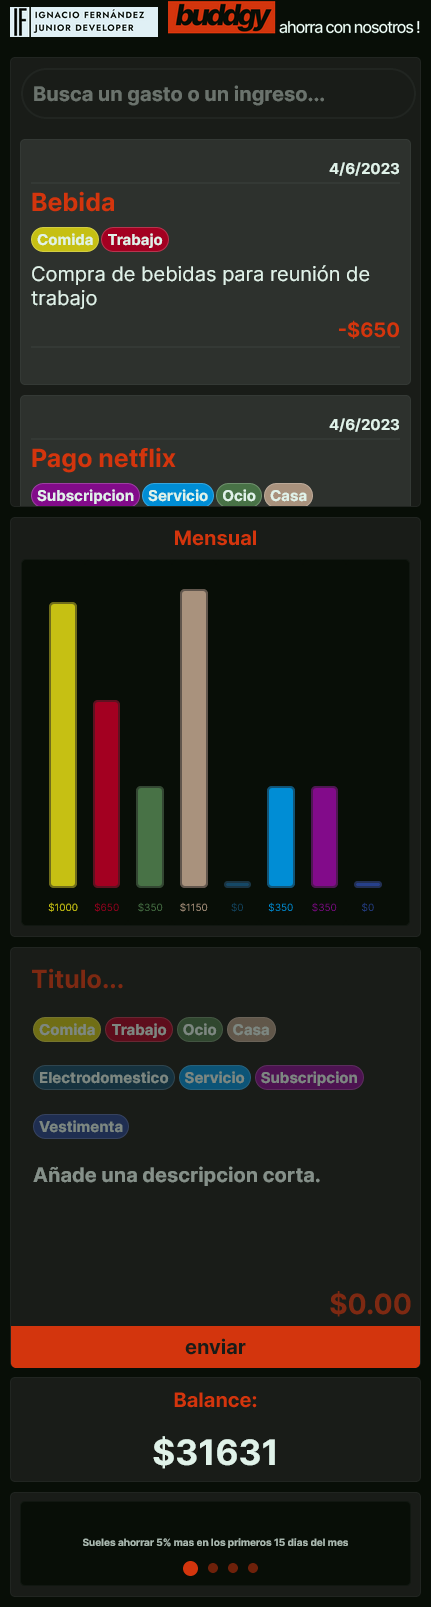 IF IGNACIO FERNÁNDEZ
JUNIOR DEVELOPER
buddgy ahorra con nosotros !
Busca un gasto o un ingreso...
4/6/2023
Bebida
Comida Trabajo
Compra de bebidas para reunión de
trabajo
-$650
4/6/2023
Pago netflix
Subscripcion Servicio Ocio Casa
Mensual
$1000 $650 $350 $1150 $0 $350 $350 $0
Titulo...
Comida Trabajo Ocio Casa
Electrodomestico Servicio Subscripcion
Vestimenta
Añade una descripcion corta.
$0.00
enviar
Balance:
$31631
Sueles ahorrar 5% mas en los primeros 15 días del mes